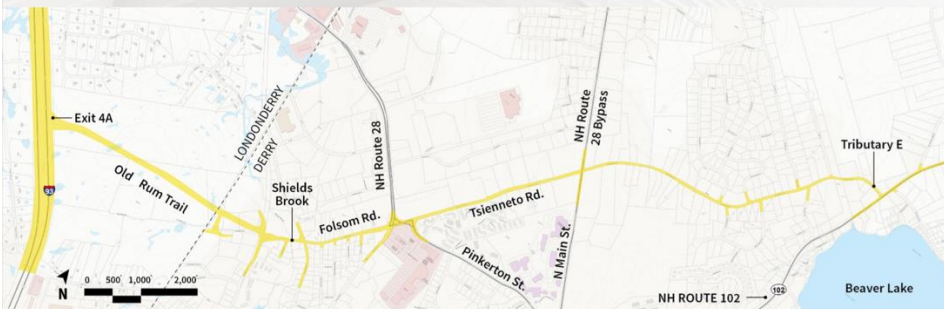 Exit 4A
93
Old Rum Trail
LONDONDERRY
DERRY
Shields
Brook
Folsom Rd.
NH Route 28
Pinkerton St.
Tsienneto Rd.
N Main St.
NH Route
28 Bypass
Tributary E
NH ROUTE 102
102
Beaver Lake
N
0 500 1,000 2,000